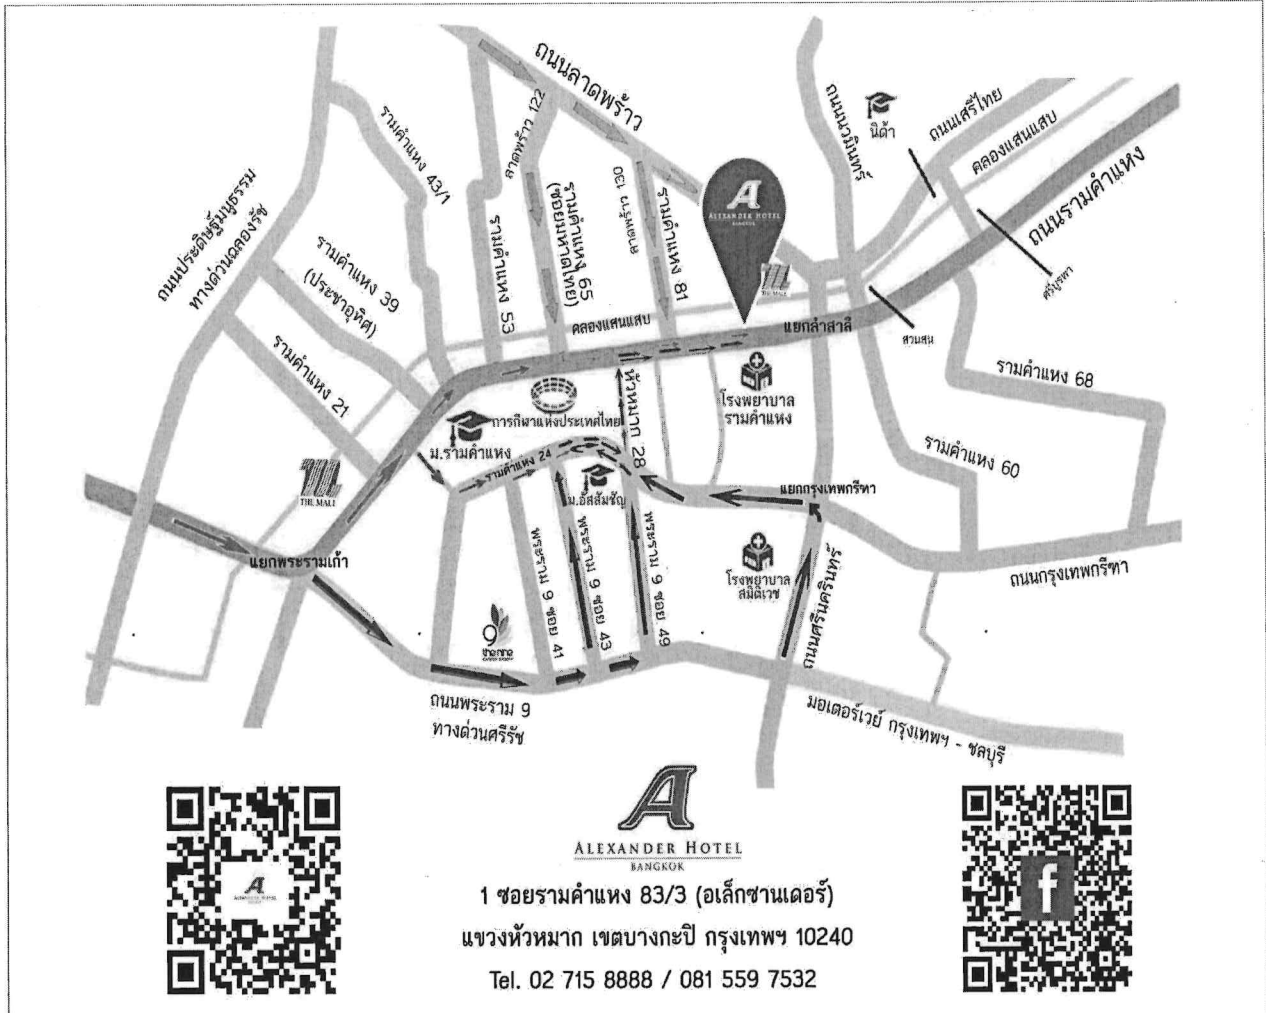 ถนนลาดพร้าว
ลาดพร้าว 122
รามคำแหง 43/1
ถนนประดิษฐ์มนูธรรม
ทางด่วนฉลองรัช
รามคำแหง 39
(ประชาอุทิศ)
รามคำแหง 21
รามคำแหง 53
รามคำแหง 65
(ซอยมหาดไทย)
ลาดพร้าว 130
รามคำแหง 81
ALEXANDER HOTEL
BANGKOK
THE MALL
ถนนนวมินทร์
นิด้า
ถนนเสรีไทย
คลองแสนแสบ
ถนนรามคำแหง
ศรีบูรพา
สวนสน
คลองแสนแสบ
แยกลำสาลี
รามคำแหง 68
รามคำแหง 60
โรงพยาบาล
รามคำแหง
การกีฬาแห่งประเทศไทย
หัวหมาก 28
ม.รามคำแหง
รามคำแหง 24
ม.อัสสัมชัญ
THE MALL
แยกพระรามเก้า
แยกกรุงเทพกรีฑา
โรงพยาบาล
สมิติเวช
ถนนศรีนครินทร์
ถนนกรุงเทพกรีฑา
พระราม 9 ซอย 41
พระราม 9 ซอย 43
พระราม 9 ซอย 49
9
the nine
ถนนพระราม 9
ทางด่วนศรีรัช
มอเตอร์เวย์ กรุงเทพฯ - ชลบุรี
A
ALEXANDER HOTEL
BANGKOK
1 ซอยรามคำแหง 83/3 (อเล็กซานเดอร์)
แขวงหัวหมาก เขตบางกะปิ กรุงเทพฯ 10240
Tel. 02 715 8888 / 081 559 7532
A
ALEXANDER HOTEL
f